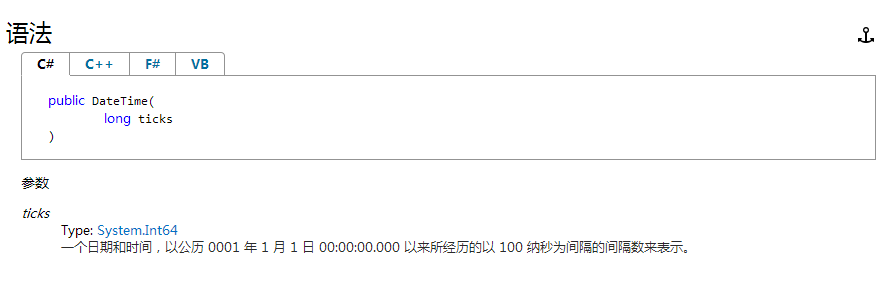 语法
C# C++ F# VB
public DateTime(
long ticks
)
参数
ticks
Type: System.Int64
一个日期和时间，以公历 0001 年 1 月 1 日 00:00:00.000 以来所经历的以 100 纳秒为间隔的间隔数来表示。